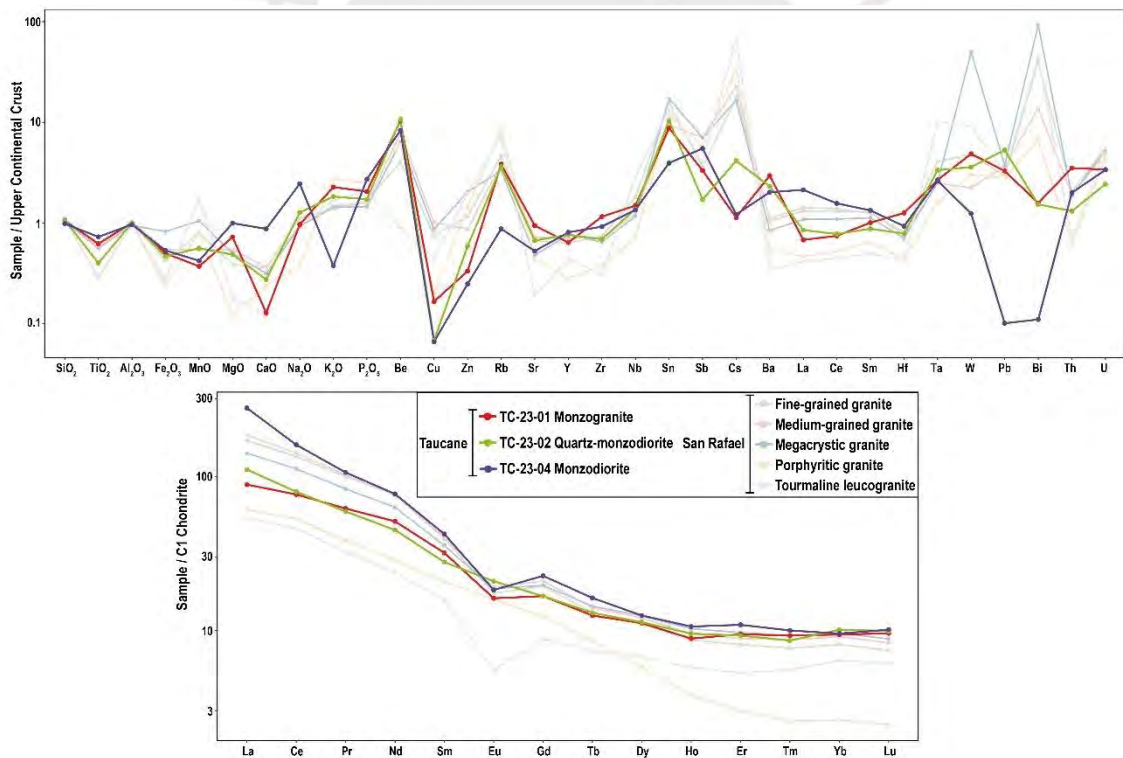 Sample / Upper Continental Crust
100
10
1
0.1
SiO2 TiO2 Al2O3 Fe2O3 MnO MgO CaO Na2O K2O P2O5 Be Cu Zn Rb Sr Y Zr Nb Sn Sb Cs Ba La Ce Sm Hf Ta W Pb Bi Th U
Sample / C1 Chondrite
300
100
30
10
3
La Ce Pr Nd Sm Eu Gd Tb Dy Ho Er Tm Yb Lu
Taucane
TC-23-01 Monzogranite
TC-23-02 Quartz-monzodiorite
TC-23-04 Monzodiorite
San Rafael
Fine-grained granite
Medium-grained granite
Megacrystic granite
Porphyritic granite
Tourmaline leucogranite